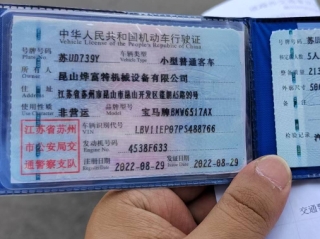 中华人民共和国机动车行驶证
Vehicle License of the People's Republic of China
号牌号码 苏UD739Y 车辆类型 小型普通客车
Plate No.
所有人 昆山烨富特机械设备有限公司
Owner
住址 江苏省苏州市昆山市昆山开发区
使用性质 非营运 品牌型号 宝马牌BMW6517AX
江苏省苏州
市公安局交
通警察支队
车辆识别代号
VIN
发动机号码 4538F633
Engine No.
注册日期 2022-08-29 发证日期 2022-08-29